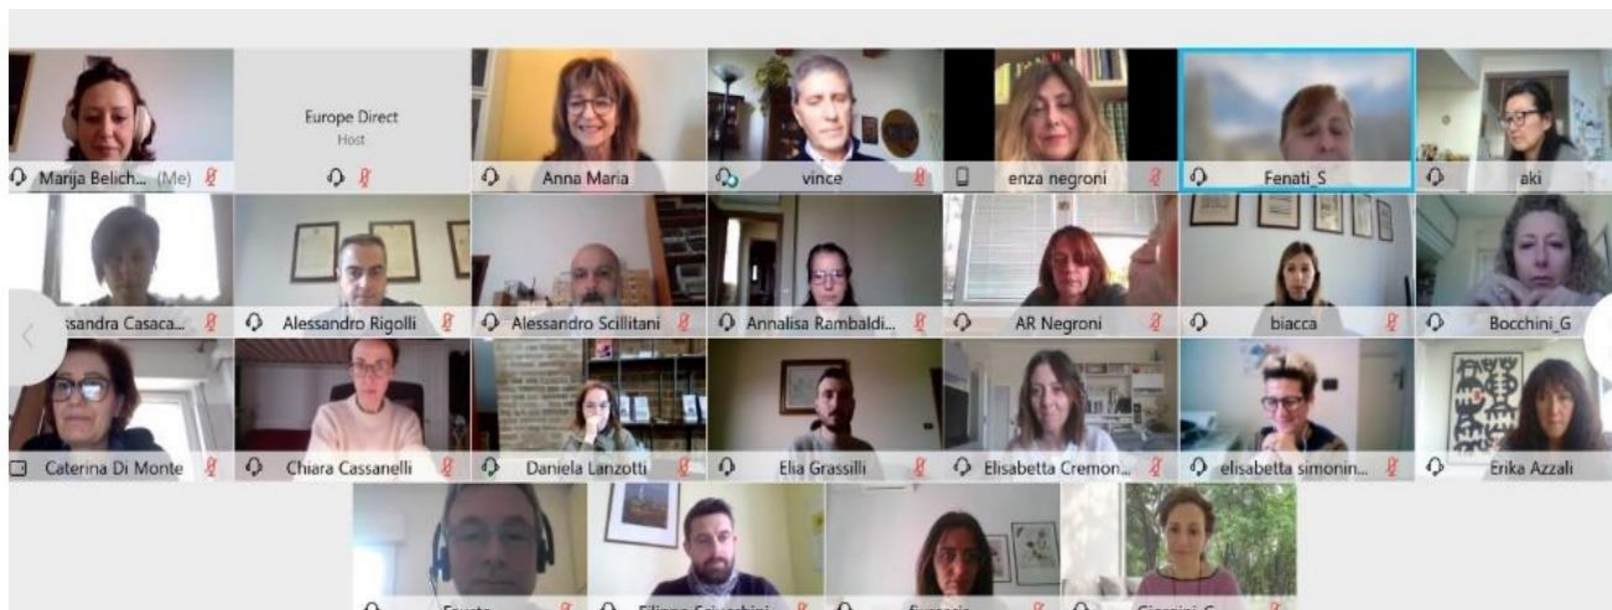 Europe Direct
Host
Marija Belich... (Me)
Anna Maria
vince
enza negroni
Fenati_S
aki
ssandra Casaca...
Alessandro Rigolli
Alessandro Scillitani
Annalisa Rambaldi...
AR Negroni
biacca
Bocchini_G
Caterina Di Monte
Chiara Cassanelli
Daniela Lanzotti
Elia Grassilli
Elisabetta Cremon...
elisabetta simonin...
Erika Azzali
Fausto